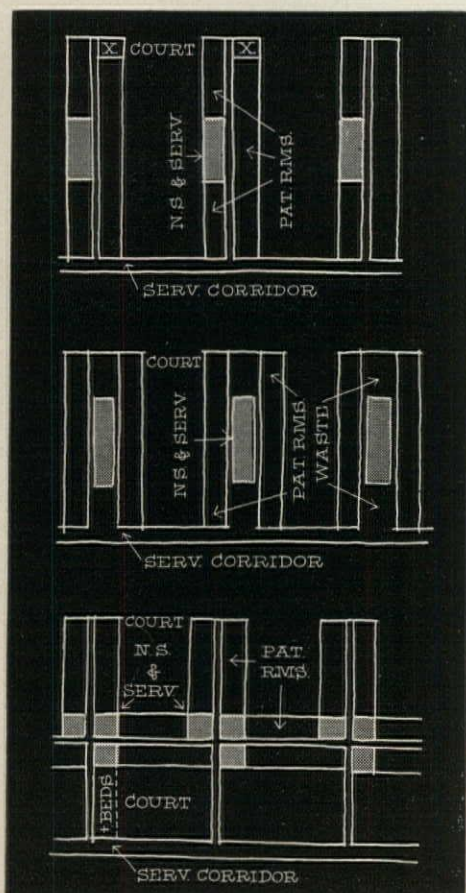 X. COURT X.
N.S. & SERV.
PAT. RMS.
SERV. CORRIDOR
COURT
N.S. & SERV.
PAT. RMS.
WASTE
SERV. CORRIDOR
COURT
N.S.
&
SERV.
PAT.
RMS.
+BEDS
COURT
SERV. CORRIDOR